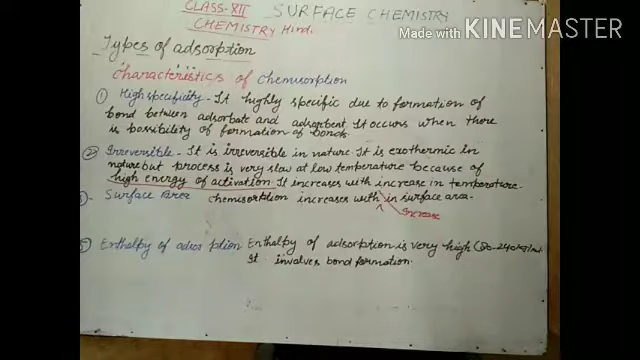 CLASS-XII SURFACE CHEMISTRY
CHEMISTRY Hindi
Made with KINEMASTER
Types of adsorption
Characteristics of chemisorption
① High specificity - It highly specific due to formation of
bond between adsorbate and adsorbent. It occurs when there
is possibility of formation of bonds.
② Irreversible - It is irreversible in nature. It is exothermic in
nature but process is very slow at low temperature because of
high energy of activation. It increases with increase in temperature.
Surface Area chemisorption increases with in surface area.
increase
Enthalpy of adsorption Enthalpy of adsorption is very high
It involves bond formation.